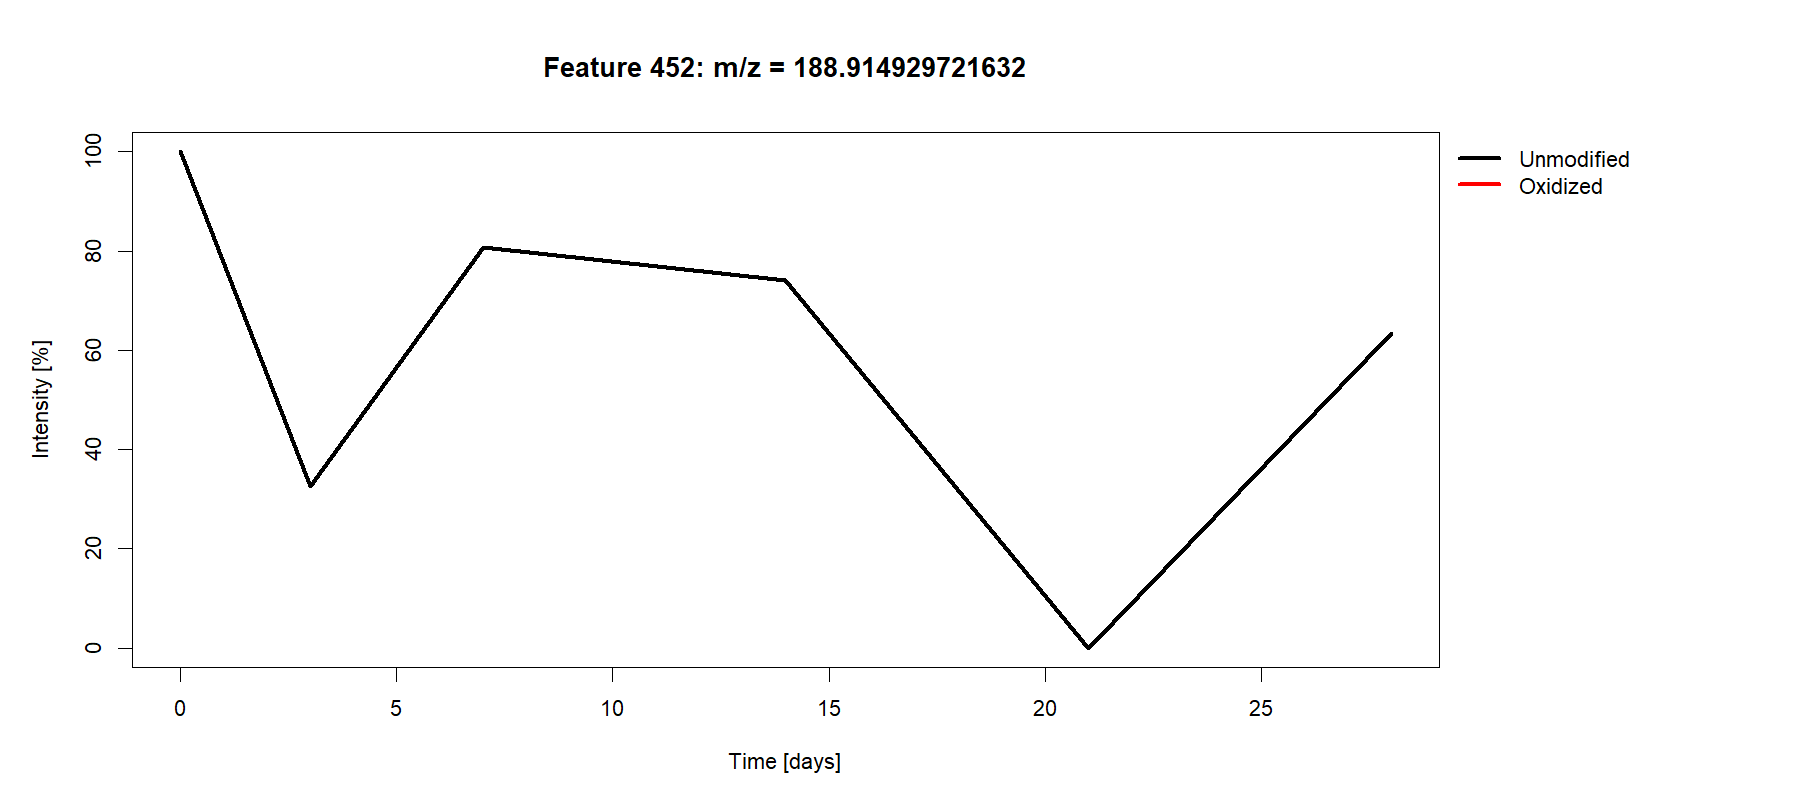 Feature 452: m/z = 188.914929721632
Unmodified
Oxidized
Intensity [%]
100
80
60
40
20
0
0 5 10 15 20 25
Time [days]